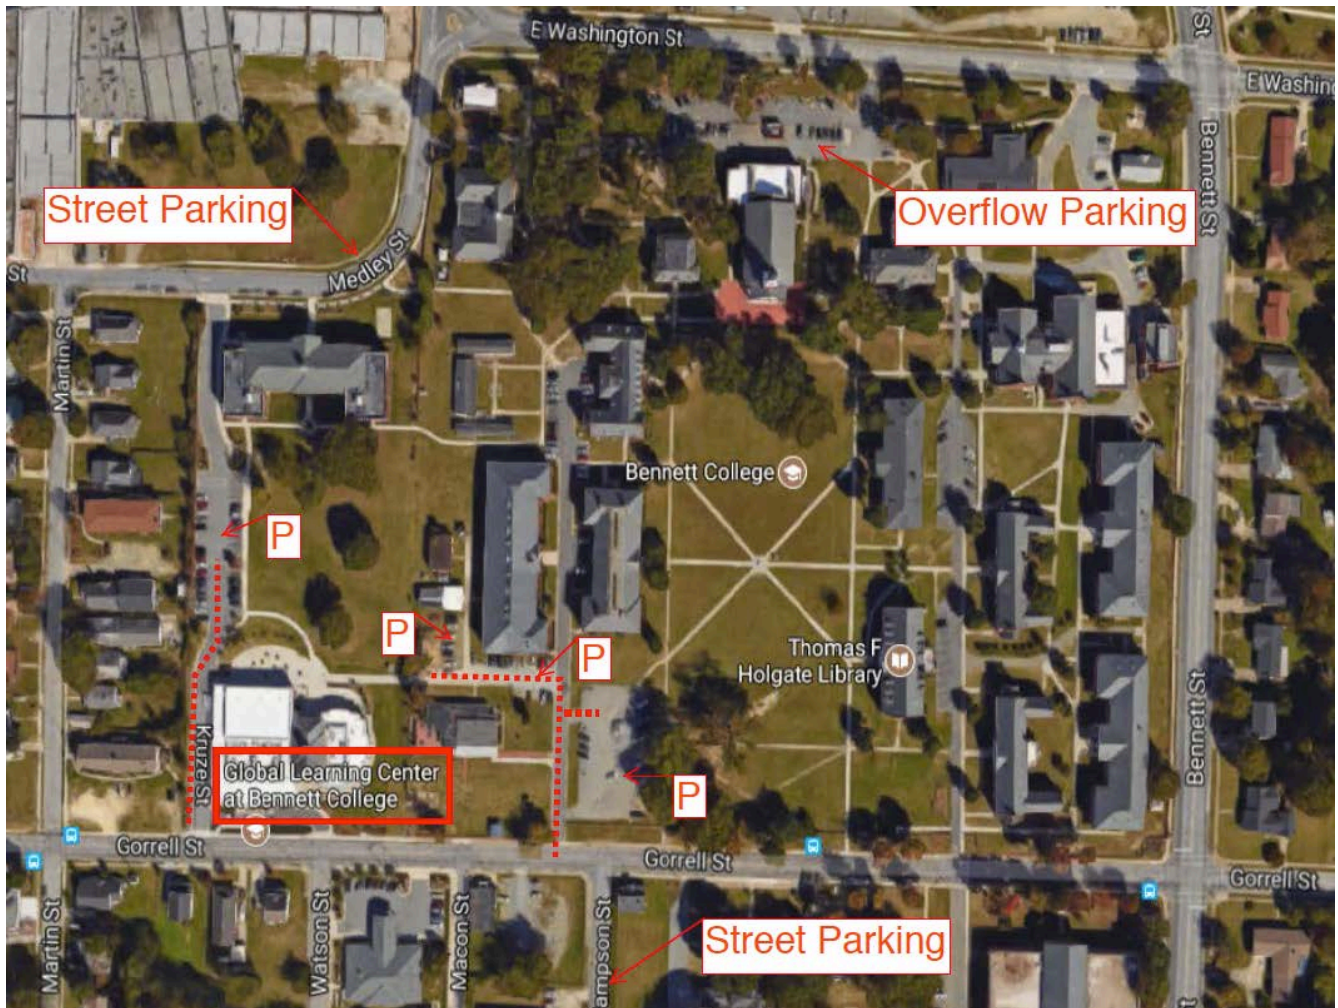 E Washington St
St
E Washing
Bennett St
Street Parking
Overflow Parking
Medley St
St
Martin St
Bennett College
P
P
P
Thomas F
Holgate Library
Bennett St
Kruze St
Global Learning Center
at Bennett College
P
Gorrell St
Gorrell St
Gorrell St
Martin St
Watson St
Macon St
ampson St
Street Parking
t